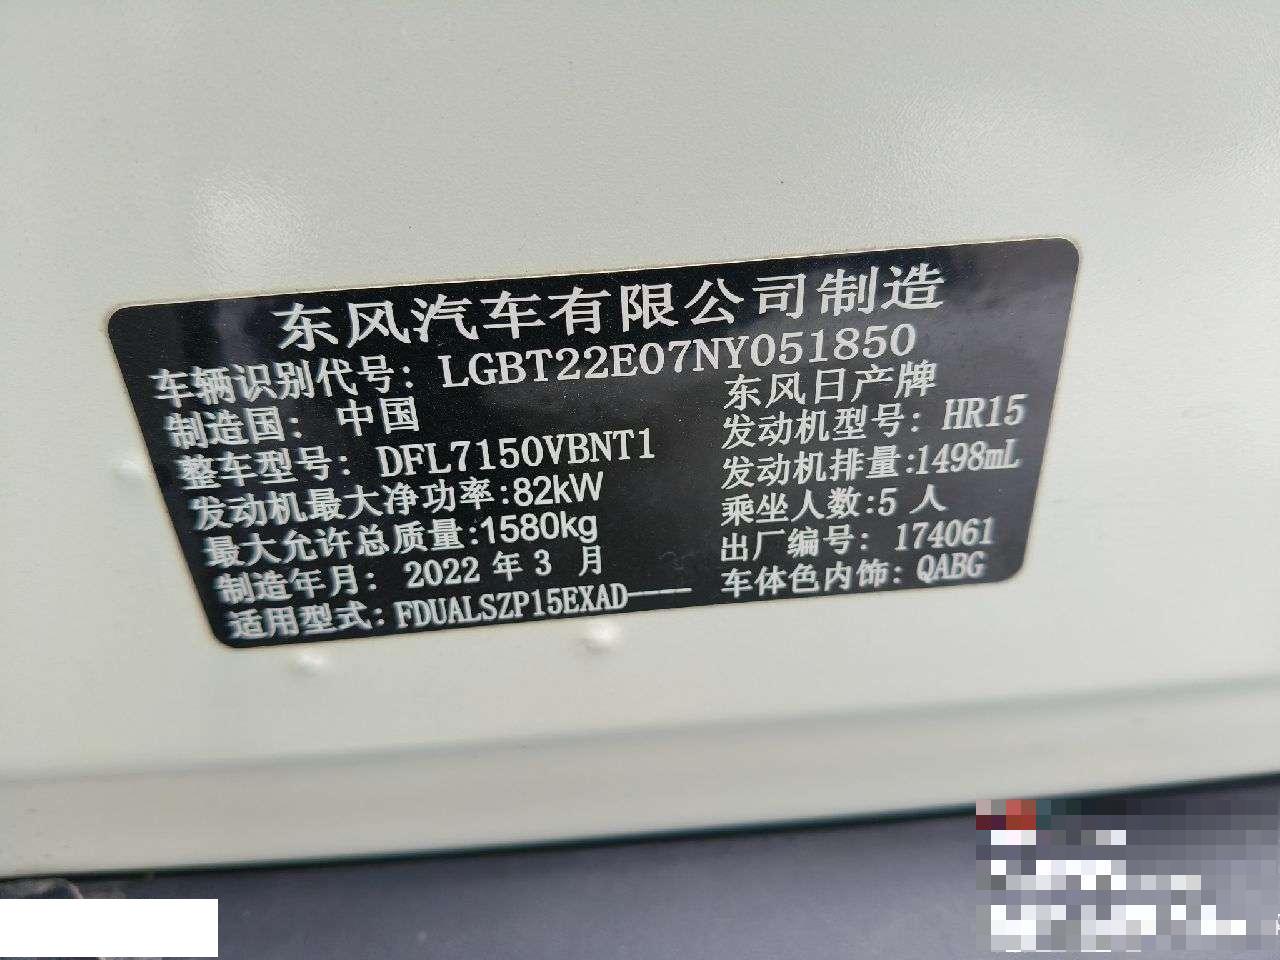 东风汽车有限公司制造
车辆识别代号: LGBT22E07NY051850
制造国: 中国 东风日产牌
整车型号: DFL7150VBNT1 发动机型号: HR15
发动机最大净功率:82kW 发动机排量:1498mL
最大允许总质量:1580kg 乘坐人数:5 人
制造年月: 2022 年 3 月 出厂编号: 174061
适用型式: FDUALSZP15EXAD---- 车体色内饰: QABG